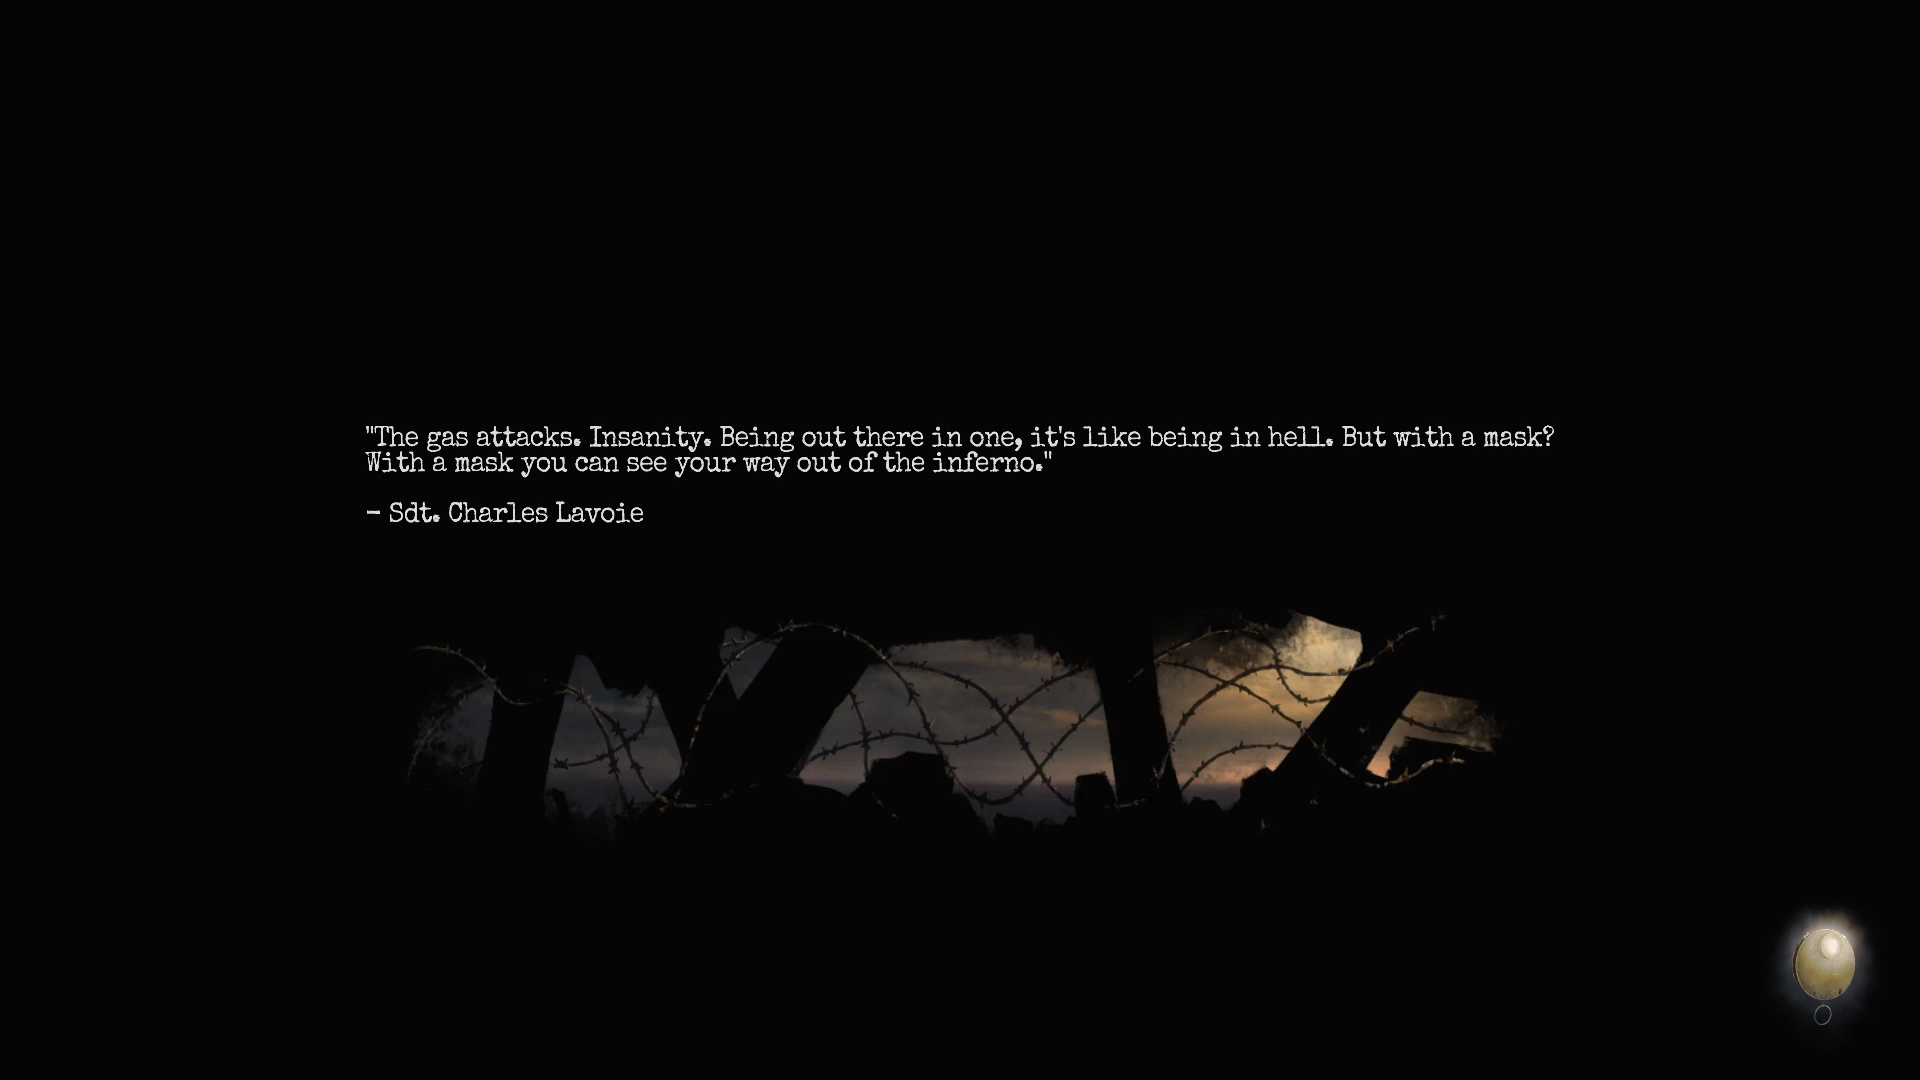 "The gas attacks. Insanity. Being out there in one, it's like being in hell. But with a mask?
With a mask you can see your way out of the inferno."
- Sdt. Charles Lavoie